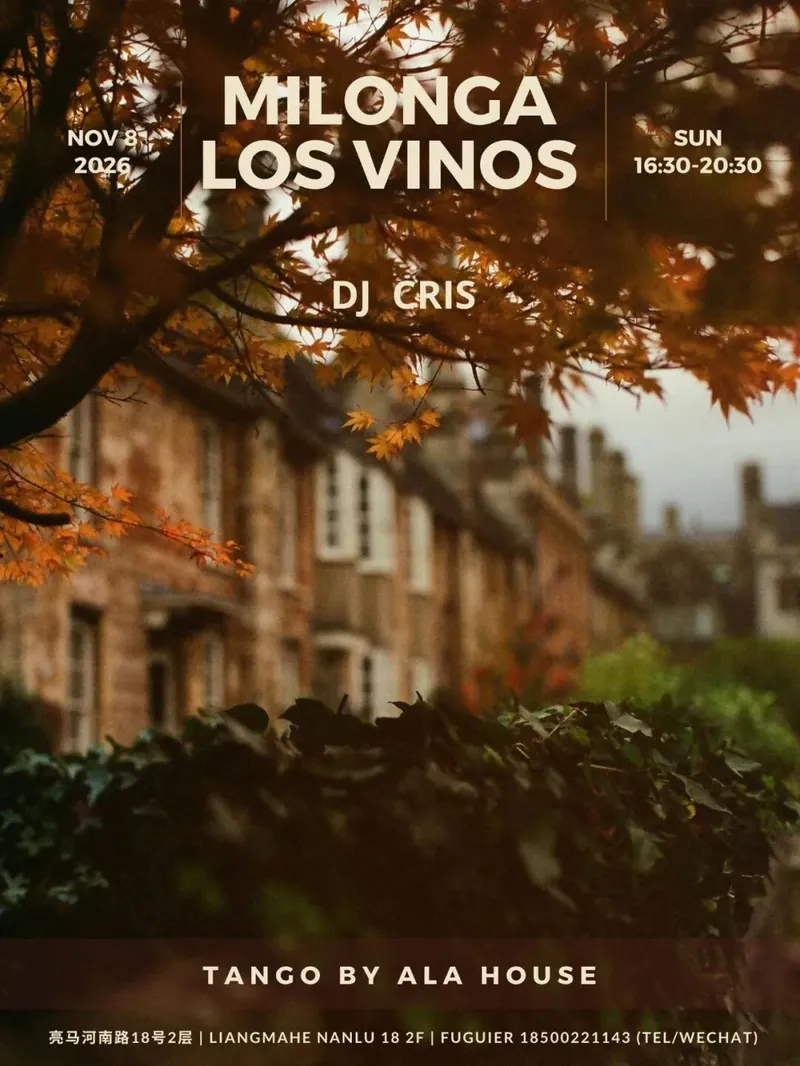 MILONGA
LOS VINOS
NOV 8
2026
SUN
16:30-20:30
DJ CRIS
TANGO BY ALA HOUSE
亮马河南路18号2层 | LIANGMAHE NANLU 18 2F | FUGUIER 18500221143 (TEL/WECHAT)